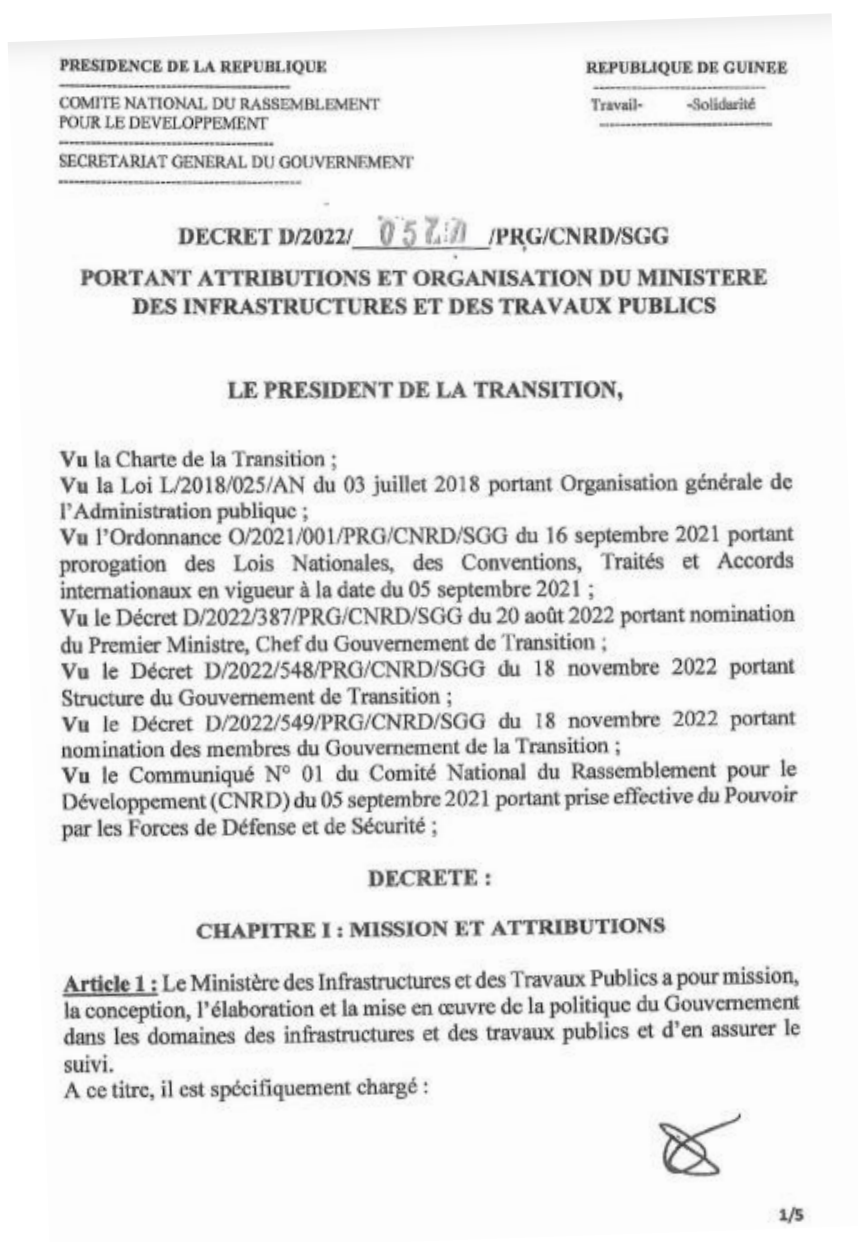 PRESIDENCE DE LA REPUBLIQUE
REPUBLIQUE DE GUINEE
COMITE NATIONAL DU RASSEMBLEMENT
POUR LE DEVELOPPEMENT
Travail- -Solidarité
SECRETARIAT GENERAL DU GOUVERNEMENT
DECRET D/2022/ /PRG/CNRD/SGG
PORTANT ATTRIBUTIONS ET ORGANISATION DU MINISTERE
DES INFRASTRUCTURES ET DES TRAVAUX PUBLICS
LE PRESIDENT DE LA TRANSITION,
Vu la Charte de la Transition ;
Vu la Loi L/2018/025/AN du 03 juillet 2018 portant Organisation générale de
l'Administration publique ;
Vu l'Ordonnance O/2021/001/PRG/CNRD/SGG du 16 septembre 2021 portant
prorogation des Lois Nationales, des Conventions, Traités et Accords
internationaux en vigueur à la date du 05 septembre 2021 ;
Vu le Décret D/2022/387/PRG/CNRD/SGG du 20 août 2022 portant nomination
du Premier Ministre, Chef du Gouvernement de Transition ;
Vu le Décret D/2022/548/PRG/CNRD/SGG du 18 novembre 2022 portant
Structure du Gouvernement de Transition ;
Vu le Décret D/2022/549/PRG/CNRD/SGG du 18 novembre 2022 portant
nomination des membres du Gouvernement de la Transition ;
Vu le Communiqué N° 01 du Comité National du Rassemblement pour le
Développement (CNRD) du 05 septembre 2021 portant prise effective du Pouvoir
par les Forces de Défense et de Sécurité ;
DECRETE :
CHAPITRE I : MISSION ET ATTRIBUTIONS
Article 1 : Le Ministère des Infrastructures et des Travaux Publics a pour mission,
la conception, l'élaboration et la mise en œuvre de la politique du Gouvernement
dans les domaines des infrastructures et des travaux publics et d'en assurer le
suivi.
A ce titre, il est spécifiquement chargé :
1/5